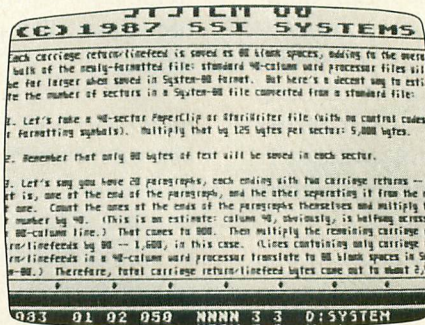 SYSTEM 80
(C) 1987 SSI SYSTEMS
Each carriage return/linefeed is saved as 80 blank spaces, adding to the overa
bulk of the newly-formatted file: standard 40-column word processor files wil
be far larger when saved in System-80 format. But here's a decent way to esti
te the number of sectors in a System-80 file converted from a standard file:
1. Let's take a 40-sector PaperClip or AtariWriter file (with no control codes
r formatting symbols). Multiply that by 125 bytes per sector: 5,000 bytes.
2. Remember that only 80 bytes of text will be saved in each sector.
3. Let's say you have 20 paragraphs, each ending with two carriage returns --
at is, one at the end of the paragraph, and the other separating it from the n
t one. Count the ones at the ends of the paragraphs themselves and multiply t
number by 40. (This is an estimate: column 40, obviously, is halfway across
80-column line.) That comes to 800. Then multiply the remaining carriage
rn/linefeeds by 80 -- 1,600, in this case. (Lines containing only carriage
rn/linefeeds in a 40-column word processor translate to 80 blank spaces in S
m-80.) Therefore, total carriage return/linefeed bytes come out to about 2,
983 01 02 050 NNNN 3 3 D:SYSTEM